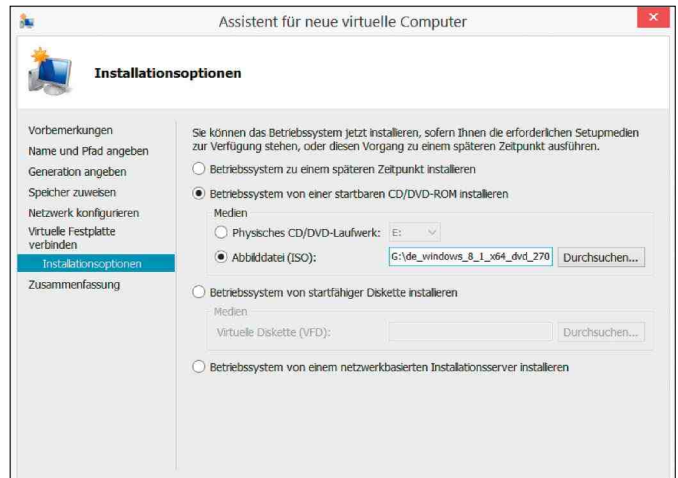 Assistent für neue virtuelle Computer
Installationsoptionen
Vorbemerkungen
Name und Pfad angeben
Generation angeben
Speicher zuweisen
Netzwerk konfigurieren
Virtuelle Festplatte
verbinden
Installationsoptionen
Zusammenfassung
Sie können das Betriebssystem jetzt installieren, sofern Ihnen die erforderlichen Setupmedien
zur Verfügung stehen, oder diesen Vorgang zu einem späteren Zeitpunkt ausführen.
Betriebssystem zu einem späteren Zeitpunkt installieren
Betriebssystem von einer startbaren CD/DVD-ROM installieren
Medien
Physisches CD/DVD-Laufwerk: E:
Abbilddatei (ISO): G:\de_windows_8_1_x64_dvd_270 Durchsuchen...
Betriebssystem von startfähiger Diskette installieren
Medien
Virtuelle Diskette (VFD): Durchsuchen...
Betriebssystem von einem netzwerkbasierten Installationsserver installieren